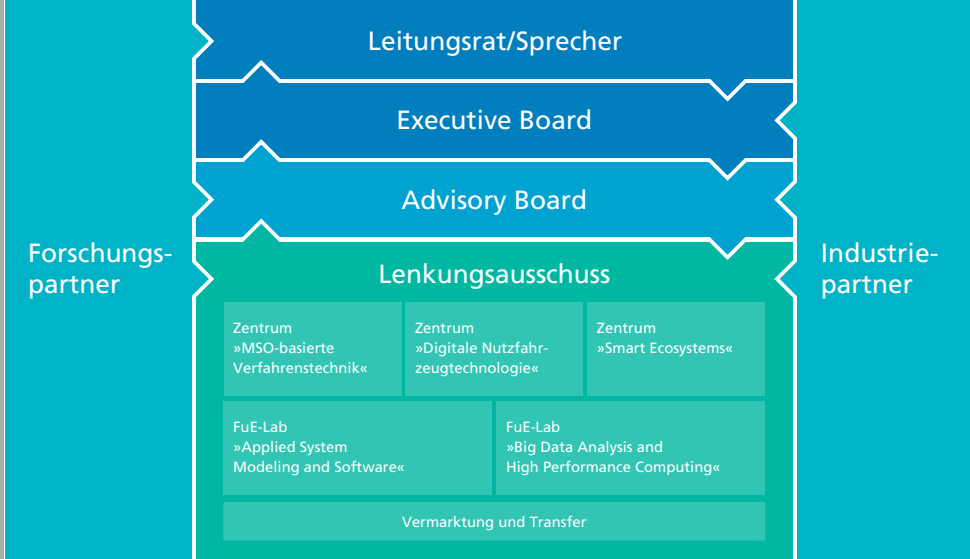 Leitungsrat/Sprecher
Executive Board
Advisory Board
Forschungs-
partner
Industrie-
partner
Lenkungsausschuss
Zentrum
»MSO-basierte
Verfahrenstechnik«
Zentrum
»Digitale Nutzfahr-
zeugtechnologie«
Zentrum
»Smart Ecosystems«
FuE-Lab
»Applied System
Modeling and Software«
FuE-Lab
»Big Data Analysis and
High Performance Computing«
Vermarktung und Transfer